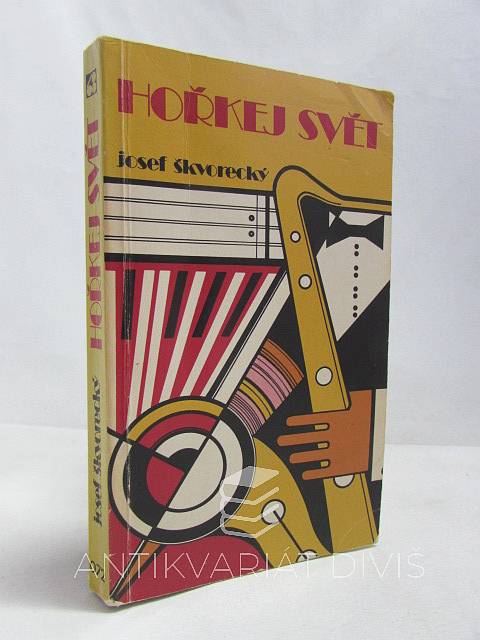 HOŘKEJ SVĚT
josef škvorecký
HOŘKEJ SVĚT
josef škvorecký
ANTIKVARIÁT DIVIŠ